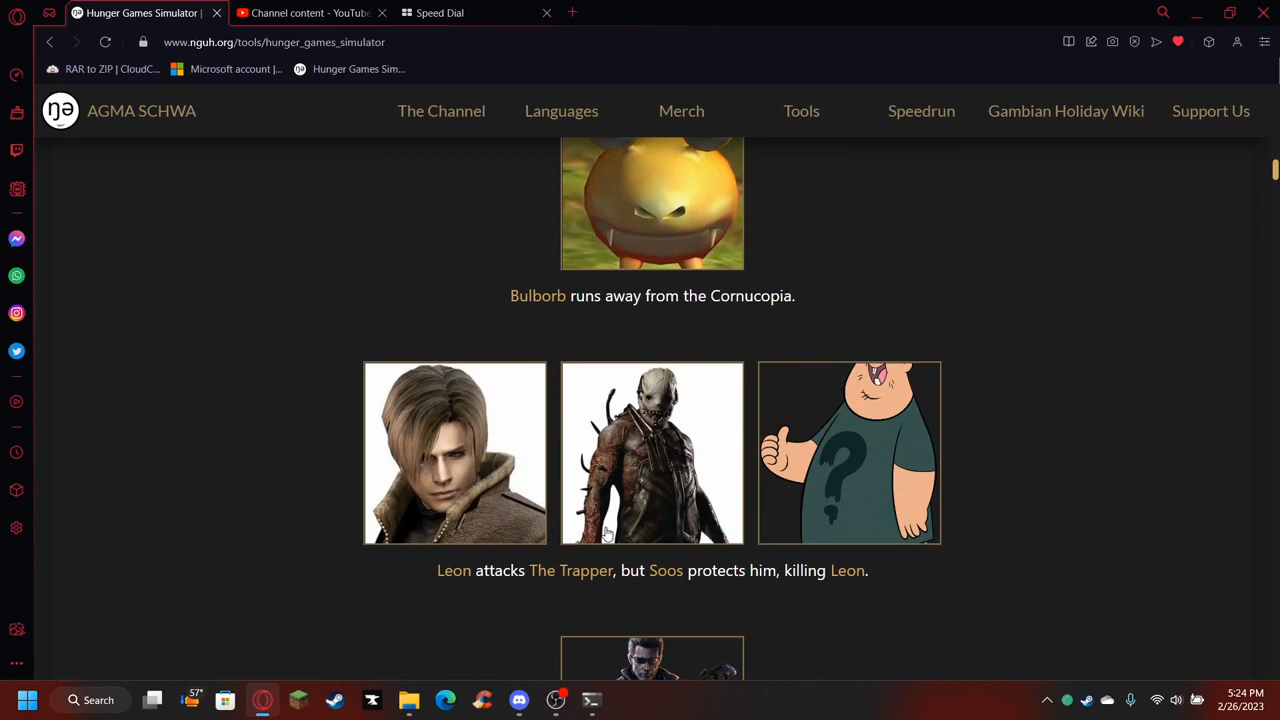 Hunger Games Simulator |
Channel content - YouTube
Speed Dial
www.nguh.org/tools/hunger_games_simulator
RAR to ZIP | CloudC...
Microsoft account |...
Hunger Games Sim...
ŋə
AGMA SCHWA
The Channel
Languages
Merch
Tools
Speedrun
Gambian Holiday Wiki
Support Us
Bulborb runs away from the Cornucopia.
?
Leon attacks The Trapper, but Soos protects him, killing Leon.
Search
57°
5:24 PM
2/26/2023